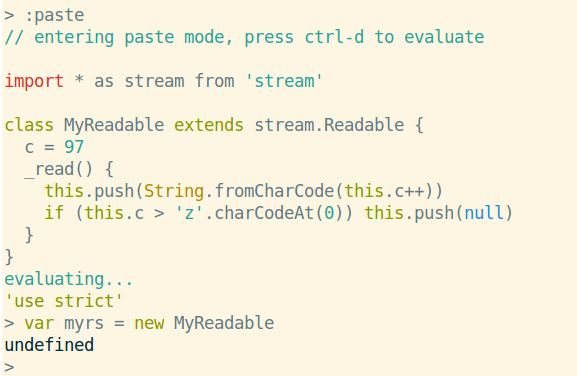 > :paste
// entering paste mode, press ctrl-d to evaluate
import * as stream from 'stream'
class MyReadable extends stream.Readable {
  c = 97
  _read() {
    this.push(String.fromCharCode(this.c++))
    if (this.c > 'z'.charCodeAt(0)) this.push(null)
  }
}
evaluating...
'use strict'
> var myrs = new MyReadable
undefined
>